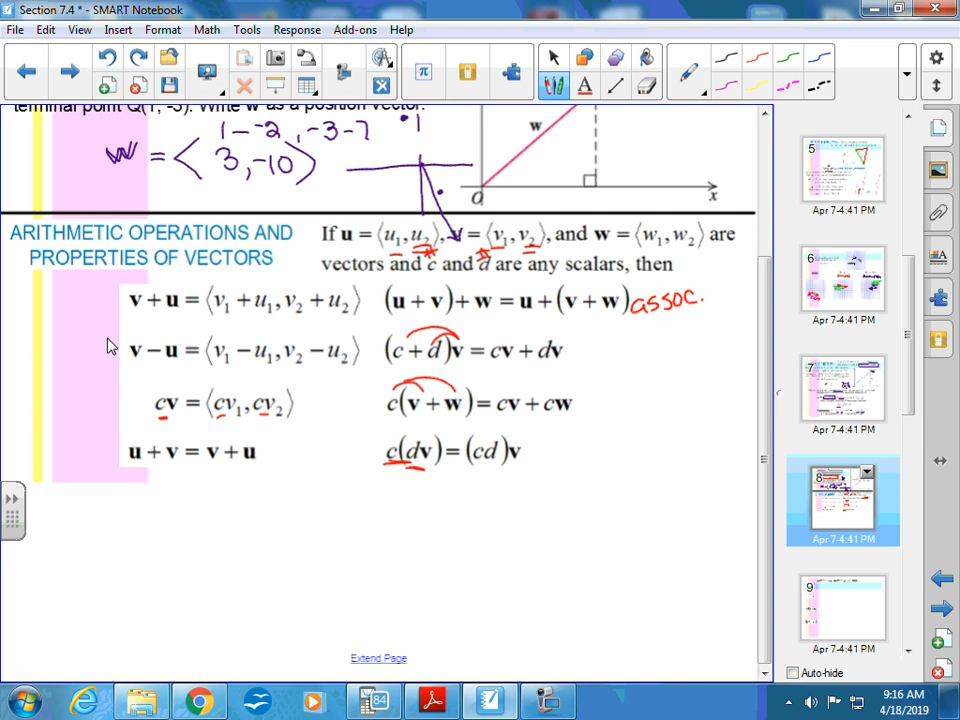 Section 7.4 * - SMART Notebook
File Edit View Insert Format Math Tools Add-ons Help
terminal point Q(1, -3). Write w as a position vector.
1 - -2 , -3 - 7
w = ⟨ 3, -10 ⟩
w
O
x
ARITHMETIC OPERATIONS AND
PROPERTIES OF VECTORS
If u = ⟨u₁, u₂⟩, v = ⟨v₁, v₂⟩, and w = ⟨w₁, w₂⟩ are
vectors and c and d are any scalars, then
v + u = ⟨v₁ + u₁, v₂ + u₂⟩ (u + v) + w = u + (v + w) assoc.
v − u = ⟨v₁ − u₁, v₂ − u₂⟩ (c + d)v = cv + dv
cv = ⟨cv₁, cv₂⟩ c(v + w) = cv + cw
u + v = v + u c(dv) = (cd)v
Extend Page
5
Apr 7-4:41 PM
6
Apr 7-4:41 PM
7
Apr 7-4:41 PM
8
Apr 7-4:41 PM
9
Apr 7-4:41 PM
Auto-hide
84
9:16 AM
4/18/2019